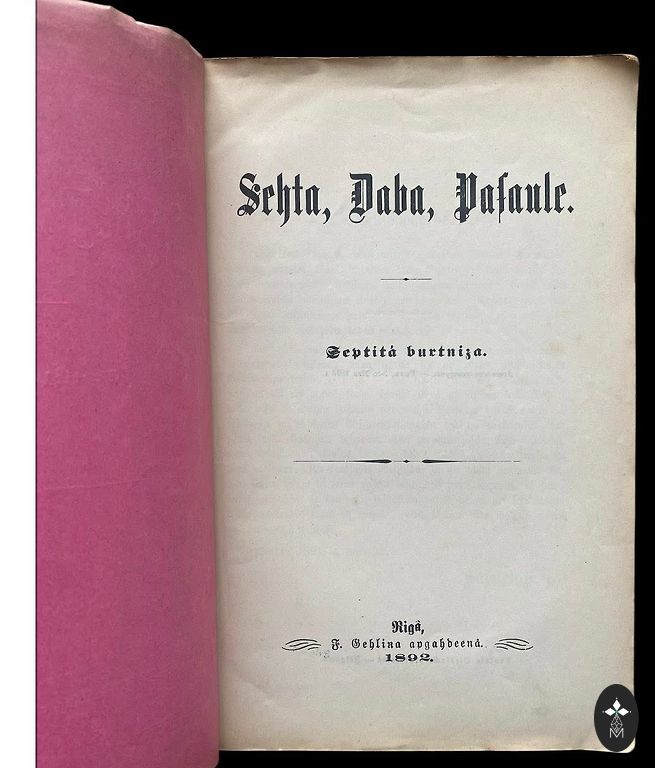 Sehta, Daba, Pasaule.
Septitâ burtniza.
Rigâ,
F. Gehlina apgahdeenâ.
1892.